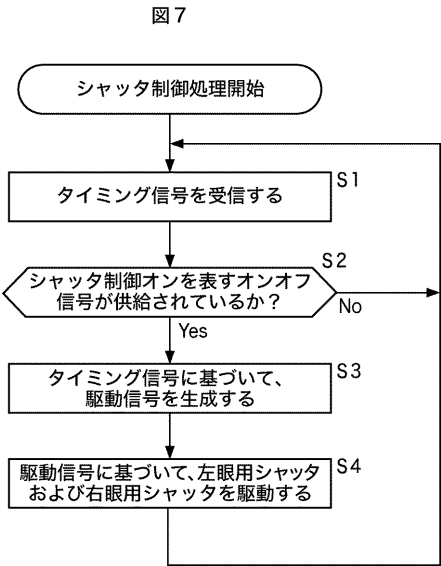 図7
シャッタ制御処理開始
タイミング信号を受信する
S1
シャッタ制御オンを表すオンオフ
信号が供給されているか？
S2
No
Yes
タイミング信号に基づいて、
駆動信号を生成する
S3
駆動信号に基づいて、左眼用シャッタ
および右眼用シャッタを駆動する
S4